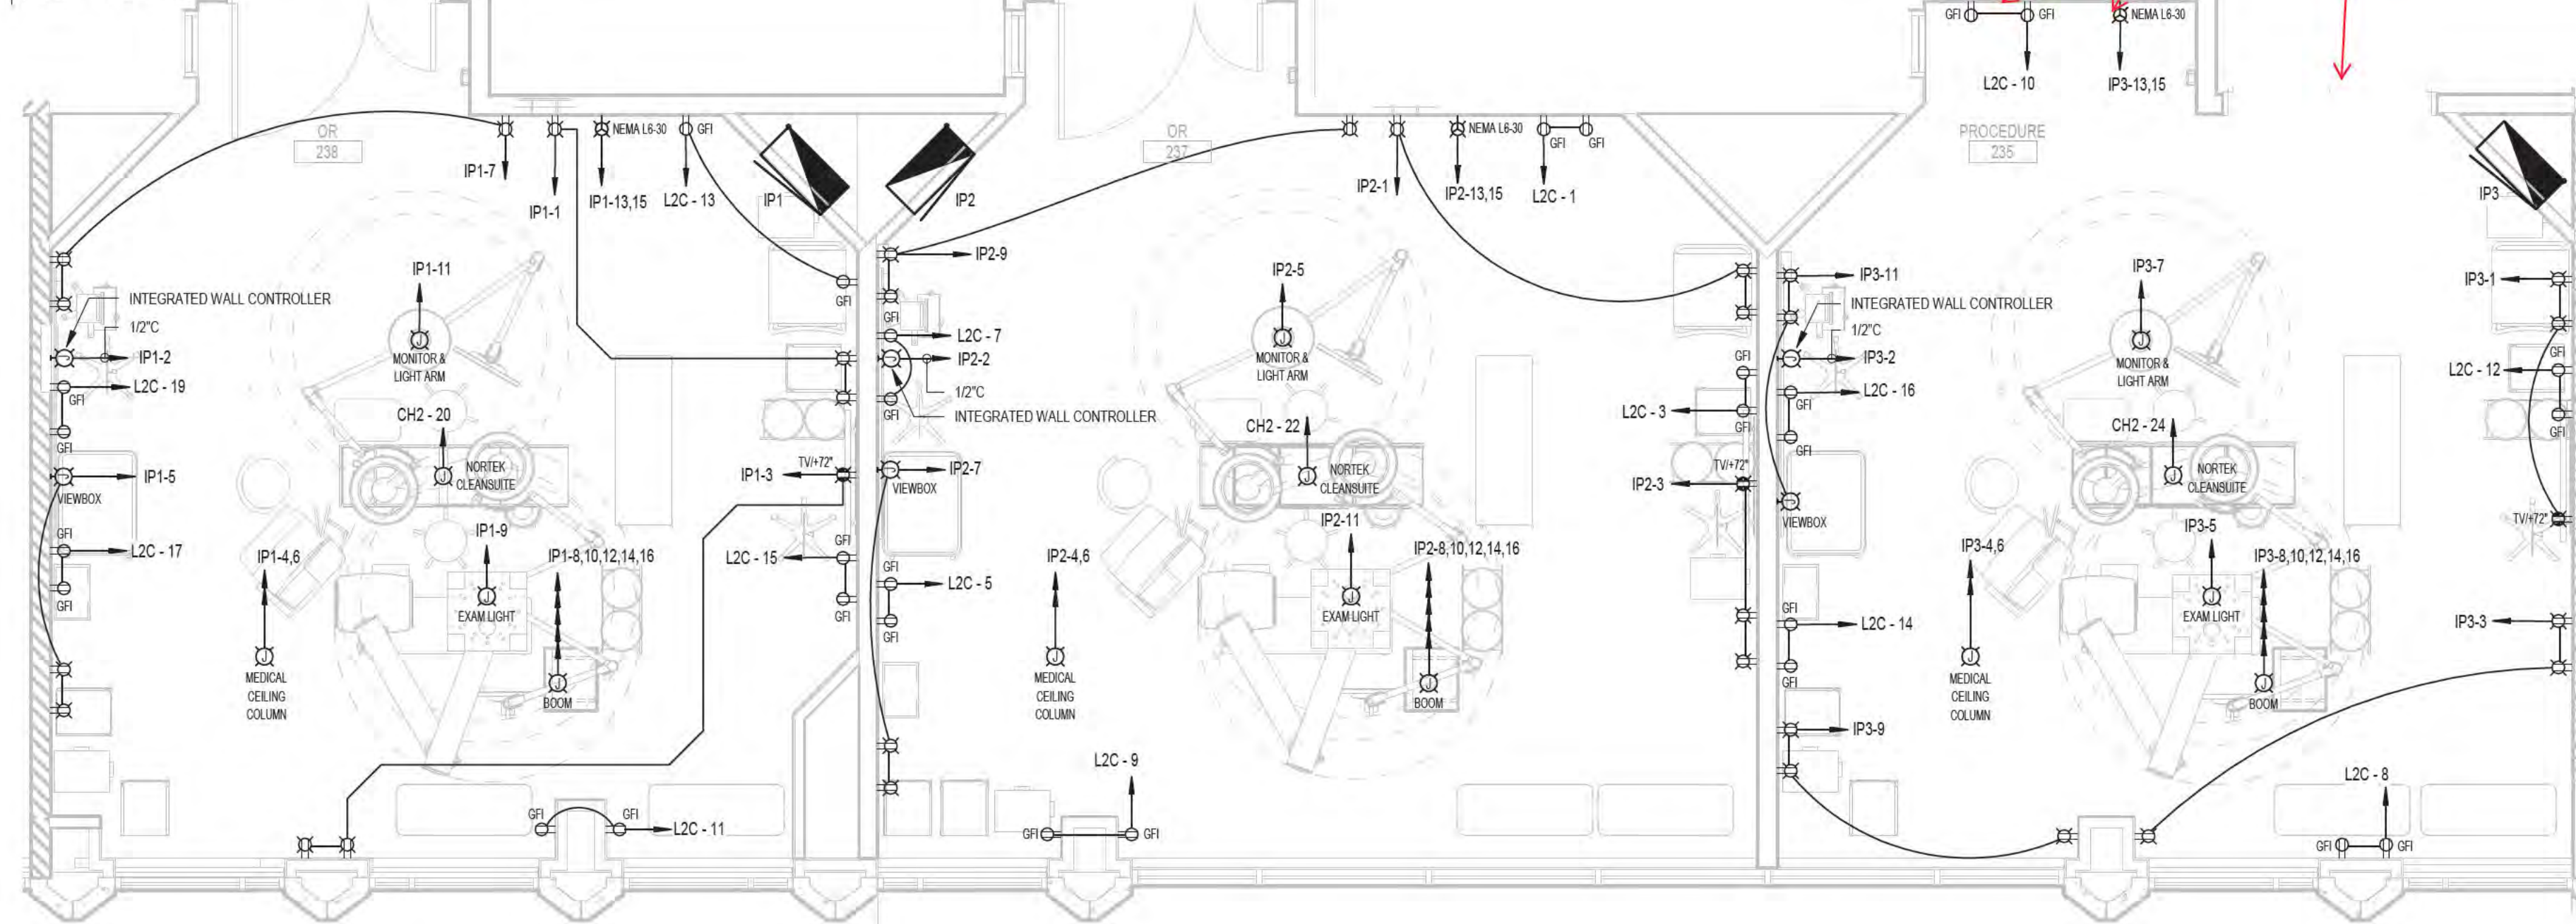 GFI
GFI
NEMA L6-30
L2C - 10
IP3-13,15
OR
238
NEMA L6-30
GFI
IP1-7
IP1-1
IP1-13,15
L2C - 13
IP1
IP2
OR
237
NEMA L6-30
GFI
GFI
IP2-1
IP2-13,15
L2C - 1
PROCEDURE
235
IP3
IP1-11
INTEGRATED WALL CONTROLLER
1/2"C
IP1-2
MONITOR &
LIGHT ARM
L2C - 19
GFI
GFI
CH2 - 20
NORTEK
CLEANSUITE
IP1-5
VIEWBOX
GFI
L2C - 17
GFI
IP1-4,6
MEDICAL
CEILING
COLUMN
IP1-9
EXAM LIGHT
IP1-8,10,12,14,16
BOOM
GFI
TV/+72"
IP1-3
GFI
L2C - 15
GFI
GFI
GFI
L2C - 11
IP2-9
GFI
L2C - 7
IP2-2
1/2"C
GFI
INTEGRATED WALL CONTROLLER
IP2-7
VIEWBOX
GFI
L2C - 5
GFI
IP2-5
MONITOR &
LIGHT ARM
CH2 - 22
NORTEK
CLEANSUITE
IP2-4,6
MEDICAL
CEILING
COLUMN
IP2-11
EXAM LIGHT
IP2-8,10,12,14,16
BOOM
GFI
L2C - 3
GFI
TV/+72"
IP2-3
L2C - 9
GFI
GFI
IP3-11
INTEGRATED WALL CONTROLLER
1/2"C
IP3-2
L2C - 16
GFI
GFI
VIEWBOX
GFI
L2C - 14
GFI
IP3-9
IP3-7
MONITOR &
LIGHT ARM
CH2 - 24
NORTEK
CLEANSUITE
IP3-4,6
MEDICAL
CEILING
COLUMN
IP3-5
EXAM LIGHT
IP3-8,10,12,14,16
BOOM
IP3-1
GFI
L2C - 12
GFI
TV/+72"
IP3-3
L2C - 8
GFI
GFI